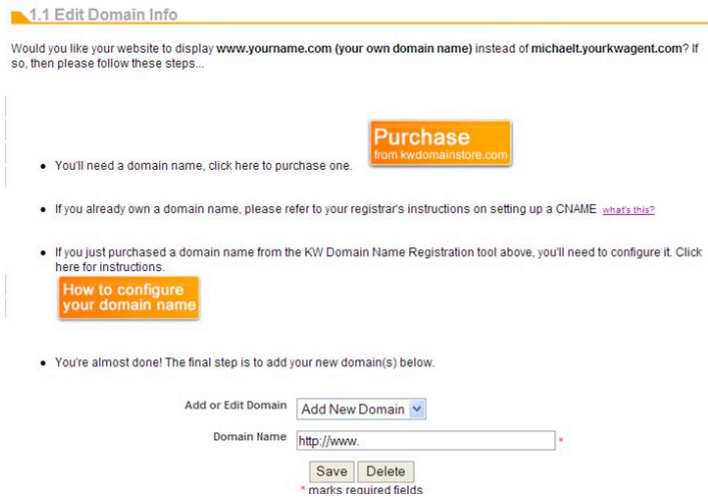 1.1 Edit Domain Info
Would you like your website to display www.yourname.com (your own domain name) instead of michaelt.yourkwagent.com? If
so, then please follow these steps...
Purchase
from kwdomainstore.com
• You'll need a domain name, click here to purchase one.
• If you already own a domain name, please refer to your registrar's instructions on setting up a CNAME what's this?
• If you just purchased a domain name from the KW Domain Name Registration tool above, you'll need to configure it. Click
here for instructions.
How to configure
your domain name
• You're almost done! The final step is to add your new domain(s) below.
Add or Edit Domain Add New Domain
Domain Name http://www. *
Save Delete
* marks required fields